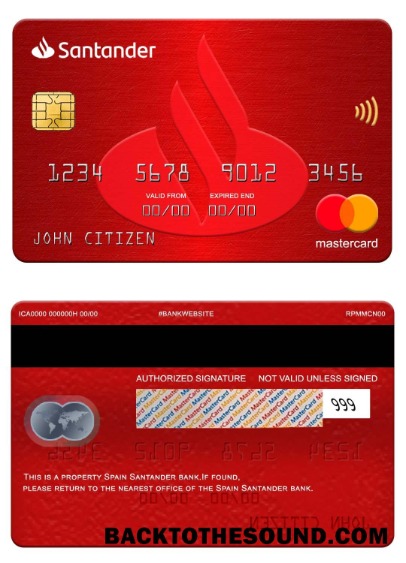 Santander
1234 5678 9012 3456
VALID FROM EXPIRED END
00/00 00/00
JOHN CITIZEN
mastercard
ICA0000 000000H 00/00 #BANKWEBSITE RPMMCN00
AUTHORIZED SIGNATURE NOT VALID UNLESS SIGNED
MasterCard
999
THIS IS A PROPERTY SPAIN SANTANDER BANK.IF FOUND,
PLEASE RETURN TO THE NEAREST OFFICE OF THE SPAIN SANTANDER BANK.
BACKTOTHESOUND.COM